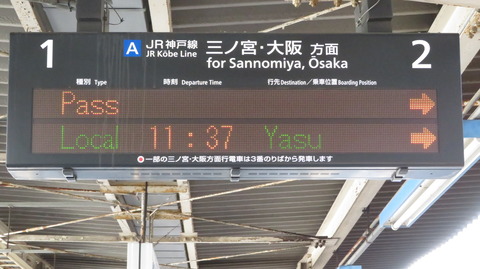 1 A JR神戸線 三ノ宮・大阪 方面 2
JR Kōbe Line for Sannomiya, Ōsaka
種別 Type 時刻 Departure Time 行先 Destination／乗車位置 Boarding Position
Pass →
Local 11:37 Yasu →
●一部の三ノ宮・大阪方面行電車は3番のりばから発車します